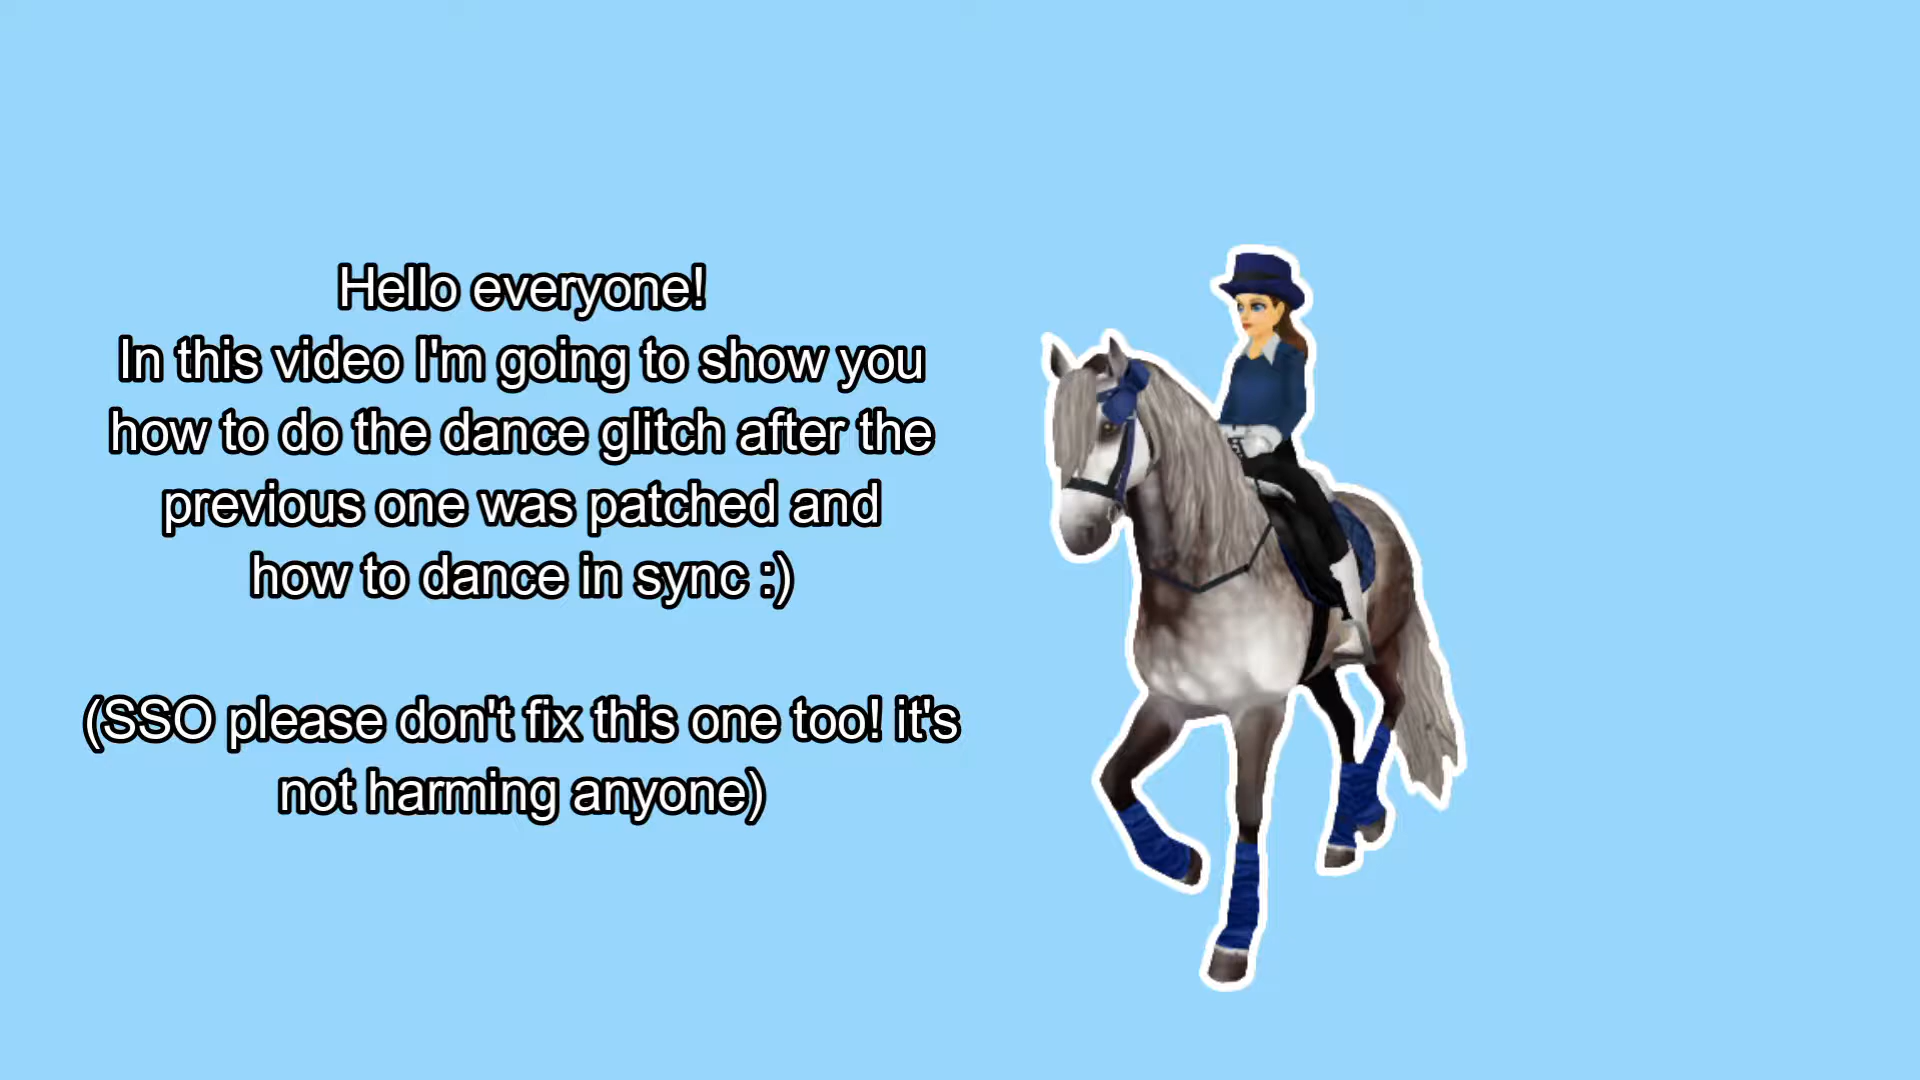 Hello everyone!
In this video I'm going to show you
how to do the dance glitch after the
previous one was patched and
how to dance in sync :)
(SSO please don't fix this one too! it's
not harming anyone)